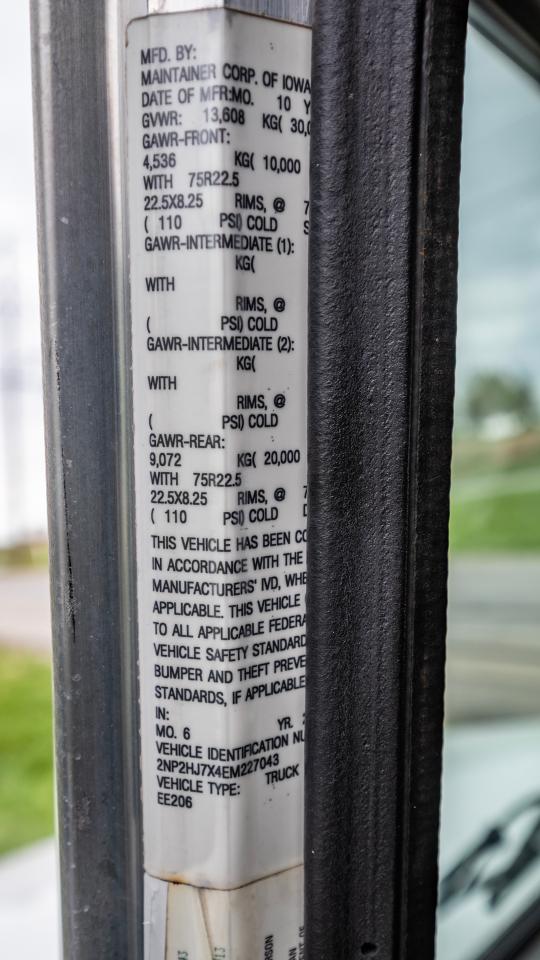 MFD. BY:
MAINTAINER CORP. OF IOWA
DATE OF MFR:MO. 10 Y
GVWR: 13,608 KG( 30,0
GAWR-FRONT:
4,536 KG( 10,000
WITH 75R22.5
22.5X8.25 RIMS, @ 7
( 110 PSI) COLD S
GAWR-INTERMEDIATE (1):
KG(
WITH
RIMS, @
( PSI) COLD
GAWR-INTERMEDIATE (2):
KG(
WITH
RIMS, @
( PSI) COLD
GAWR-REAR:
9,072 KG( 20,000
WITH 75R22.5
22.5X8.25 RIMS, @ 7
( 110 PSI) COLD D
THIS VEHICLE HAS BEEN CO
IN ACCORDANCE WITH THE
MANUFACTURERS' IVD, WHE
APPLICABLE. THIS VEHICLE
TO ALL APPLICABLE FEDERA
VEHICLE SAFETY STANDARD
BUMPER AND THEFT PREVE
STANDARDS, IF APPLICABLE
IN:
MO. 6 YR. 2
VEHICLE IDENTIFICATION NU
2NP2HJ7X4EM227043
VEHICLE TYPE: TRUCK
EE206